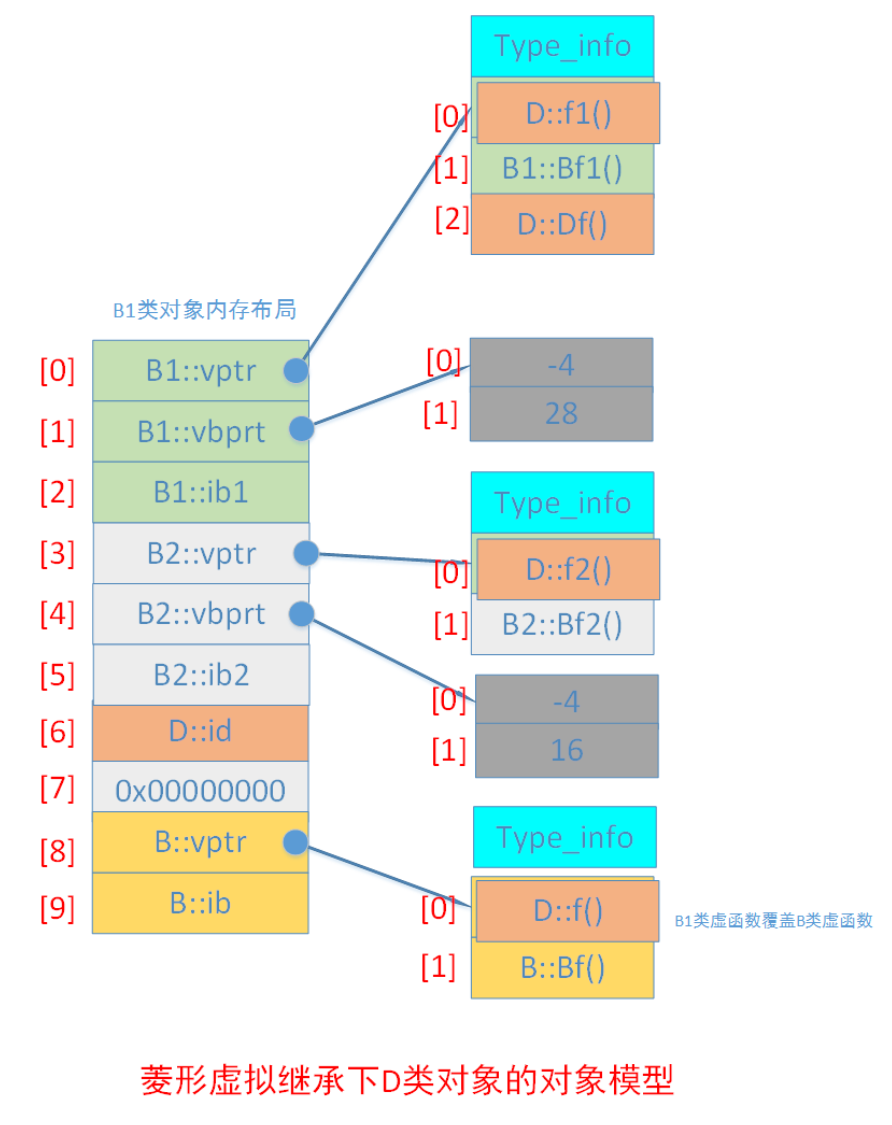 Type_info
[0] D::f1()
[1] B1::Bf1()
[2] D::Df()
B1类对象内存布局
[0] B1::vptr
[1] B1::vbprt
[2] B1::ib1
[3] B2::vptr
[4] B2::vbprt
[5] B2::ib2
[6] D::id
[7] 0x00000000
[8] B::vptr
[9] B::ib
[0] -4
[1] 28
Type_info
[0] D::f2()
[1] B2::Bf2()
[0] -4
[1] 16
Type_info
[0] D::f()
B1类虚函数覆盖B类虚函数
[1] B::Bf()
菱形虚拟继承下D类对象的对象模型